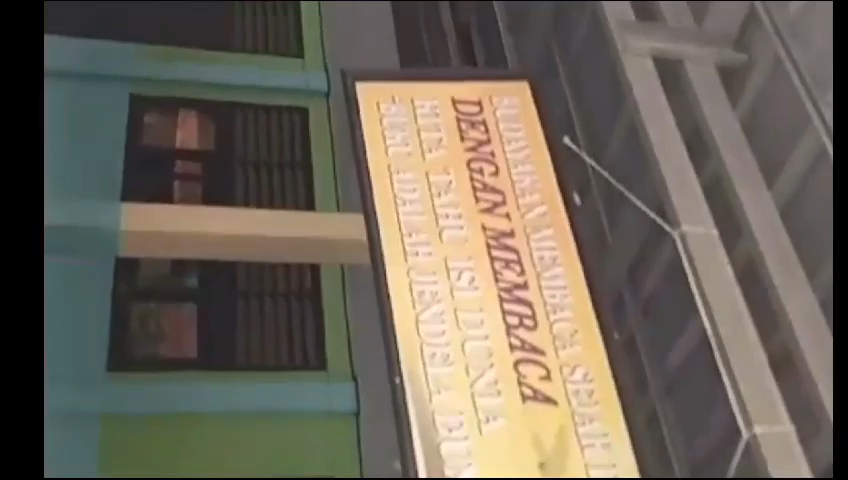 BUDAYAKAN MEMBACA SEJAK
DENGAN MEMBACA
KITA TAHU ISI DUNIA
BUKU ADALAH JENDELA